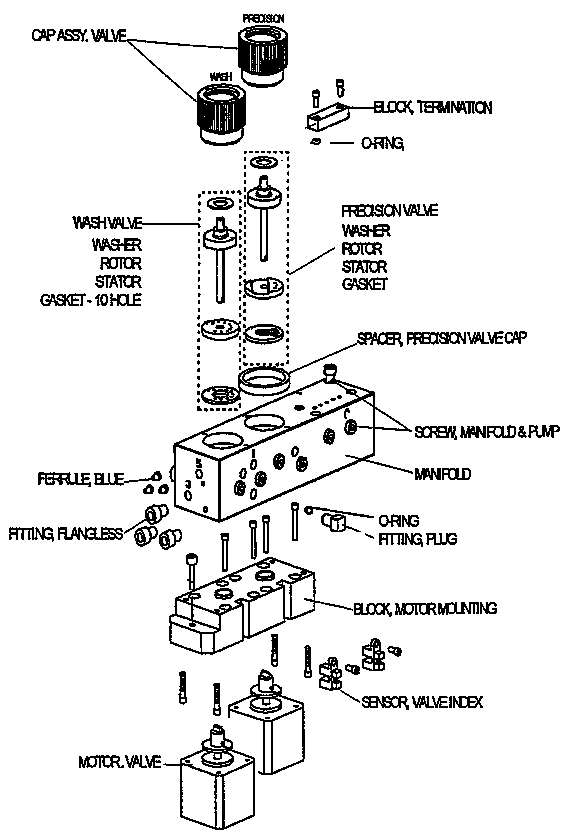 PRECISION
CAP ASSY, VALVE
WASH
BLOCK, TERMINATION
O-RING,
WASH VALVE
WASHER
ROTOR
STATOR
GASKET - 10 HOLE
PRECISION VALVE
WASHER
ROTOR
STATOR
GASKET
SPACER, PRECISION VALVE CAP
SCREW, MANIFOLD & PUMP
MANIFOLD
FERRULE, BLUE
FITTING, FLANGLESS
O-RING
FITTING, PLUG
BLOCK, MOTOR MOUNTING
SENSOR, VALVE INDEX
MOTOR. VALVE